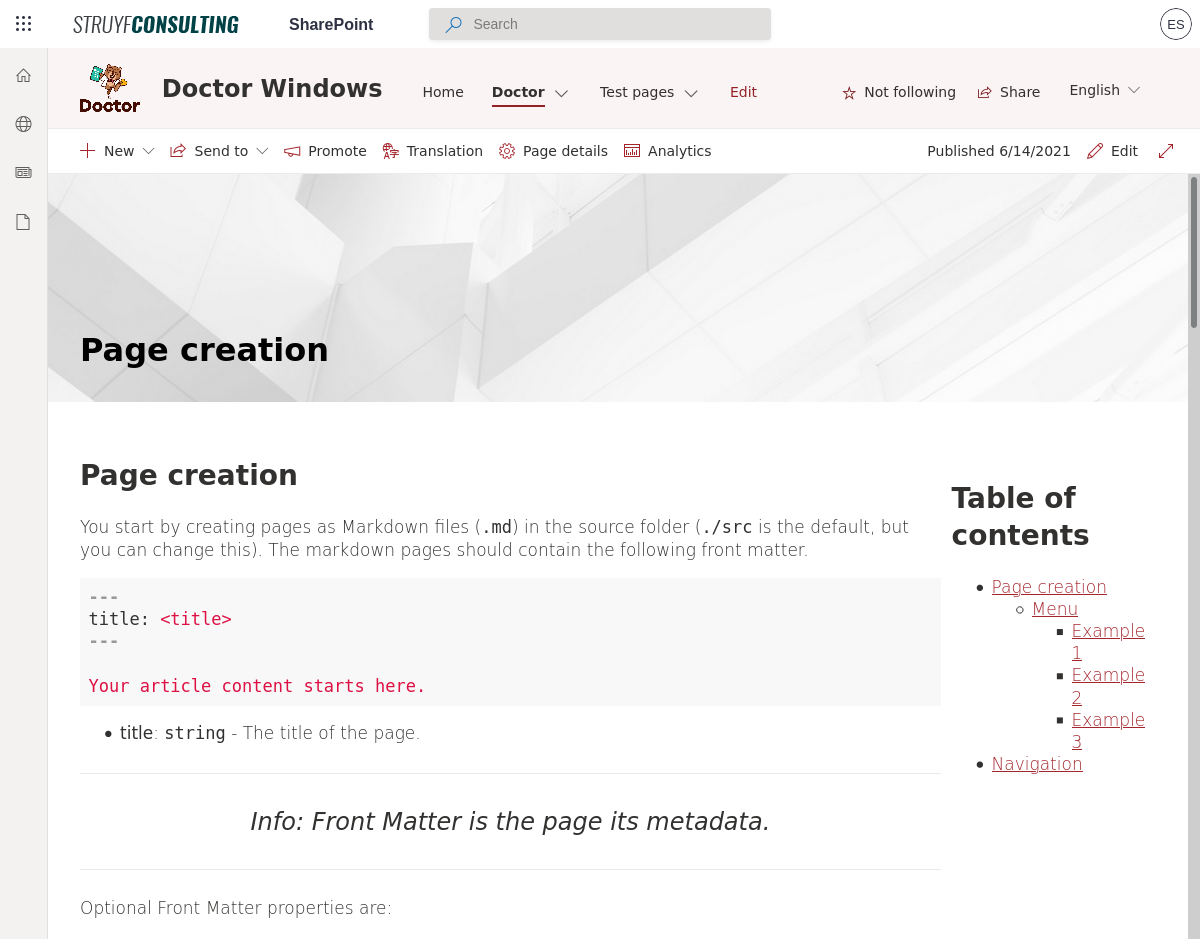 STRUYFCONSULTING SharePoint Search ES
Doctor
Doctor Windows Home Doctor Test pages Edit Not following Share English
New Send to Promote Translation Page details Analytics Published 6/14/2021 Edit
Page creation
Page creation
You start by creating pages as Markdown files (.md) in the source folder (./src is the default, but
you can change this). The markdown pages should contain the following front matter.
---
title: <title>
---
Your article content starts here.
title: string - The title of the page.
Info: Front Matter is the page its metadata.
Optional Front Matter properties are:
Table of
contents
Page creation
Menu
Example
1
Example
2
Example
3
Navigation